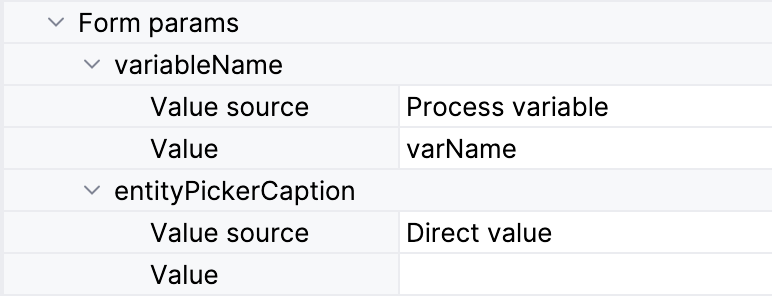 Form params
variableName
Value source Process variable
Value varName
entityPickerCaption
Value source Direct value
Value